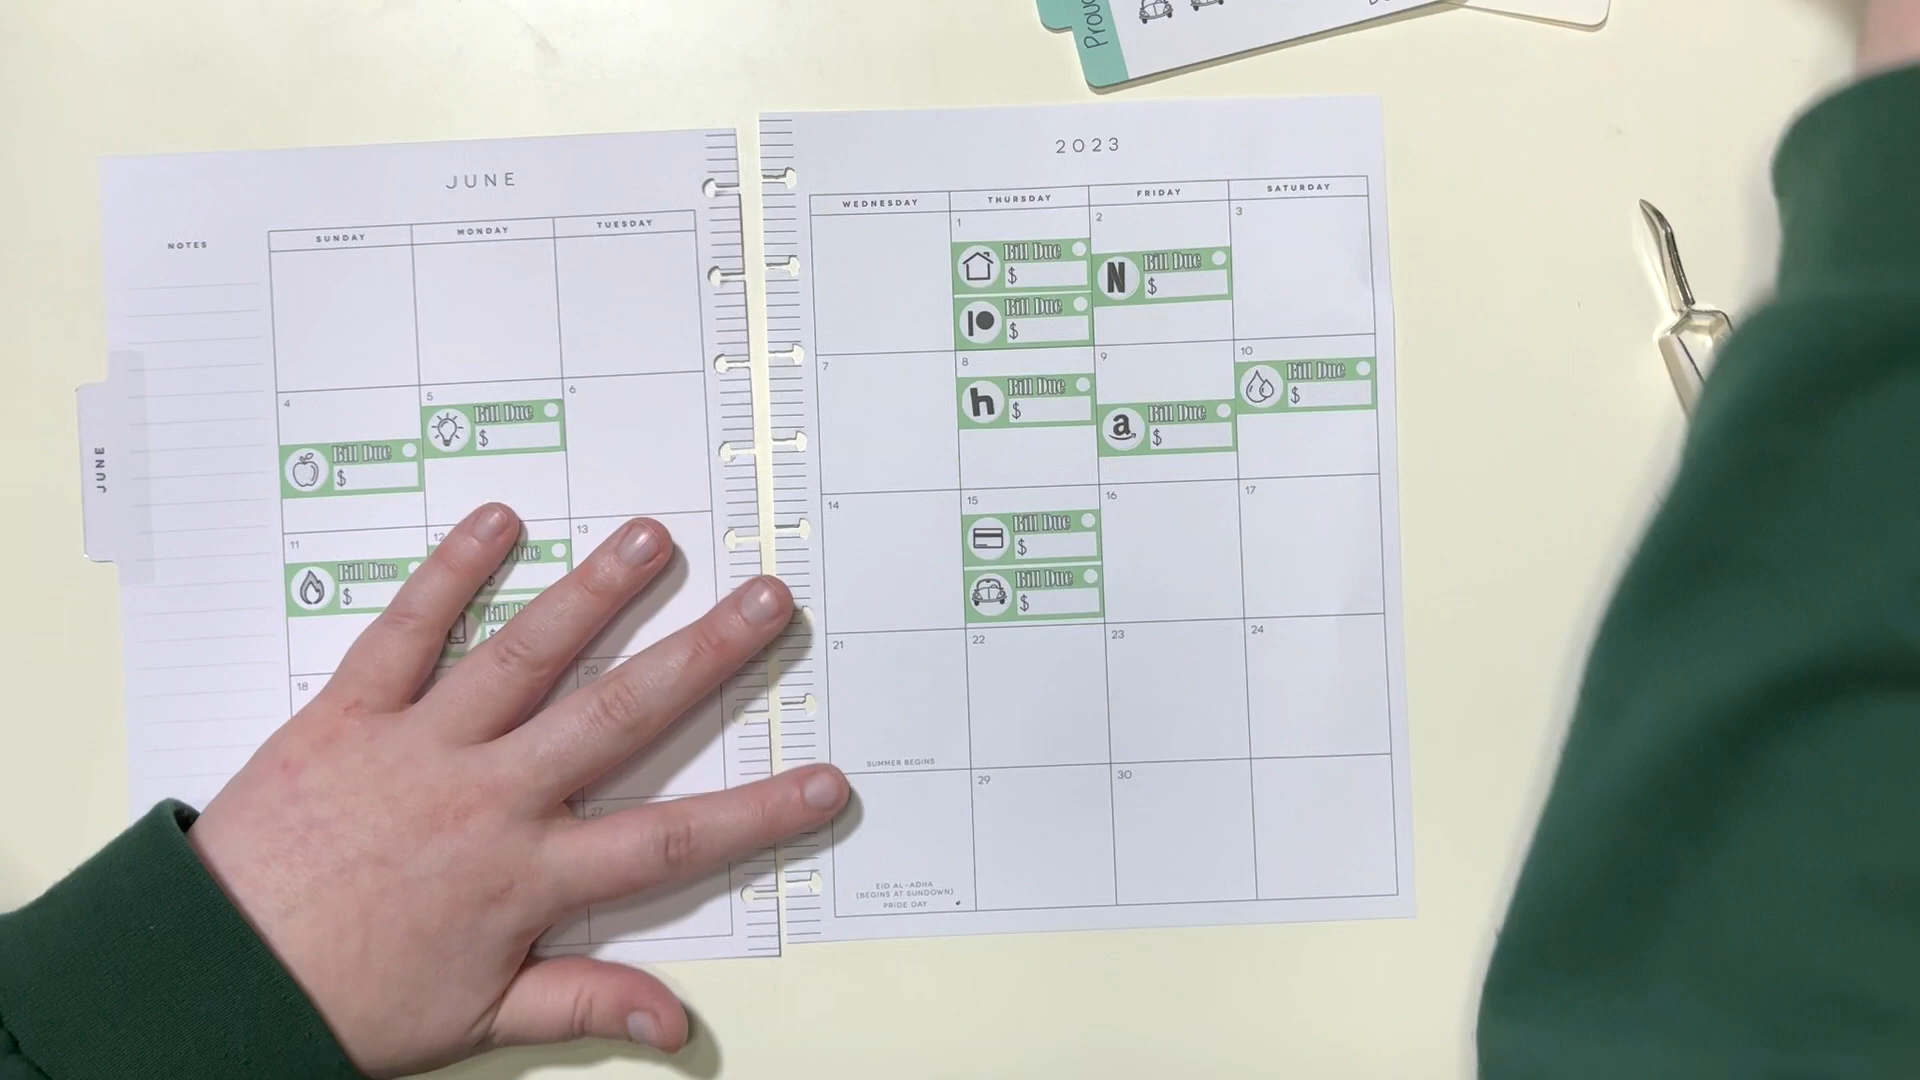 Prou
JUNE
NOTES
SUNDAY MONDAY TUESDAY
4
Bill Due
$
5
Bill Due
$
6
11
Bill Due
$
12
Due
$
Bill
$
13
18
20
27
JUNE
2023
WEDNESDAY THURSDAY FRIDAY SATURDAY
1
Bill Due
$
Bill Due
$
2
N
Bill Due
$
3
7
8
h
Bill Due
$
9
a
Bill Due
$
10
Bill Due
$
14
15
Bill Due
$
Bill Due
$
16
17
21
SUMMER BEGINS
22
23
24
EID AL-ADHA
(BEGINS AT SUNDOWN)
PRIDE DAY
29
30